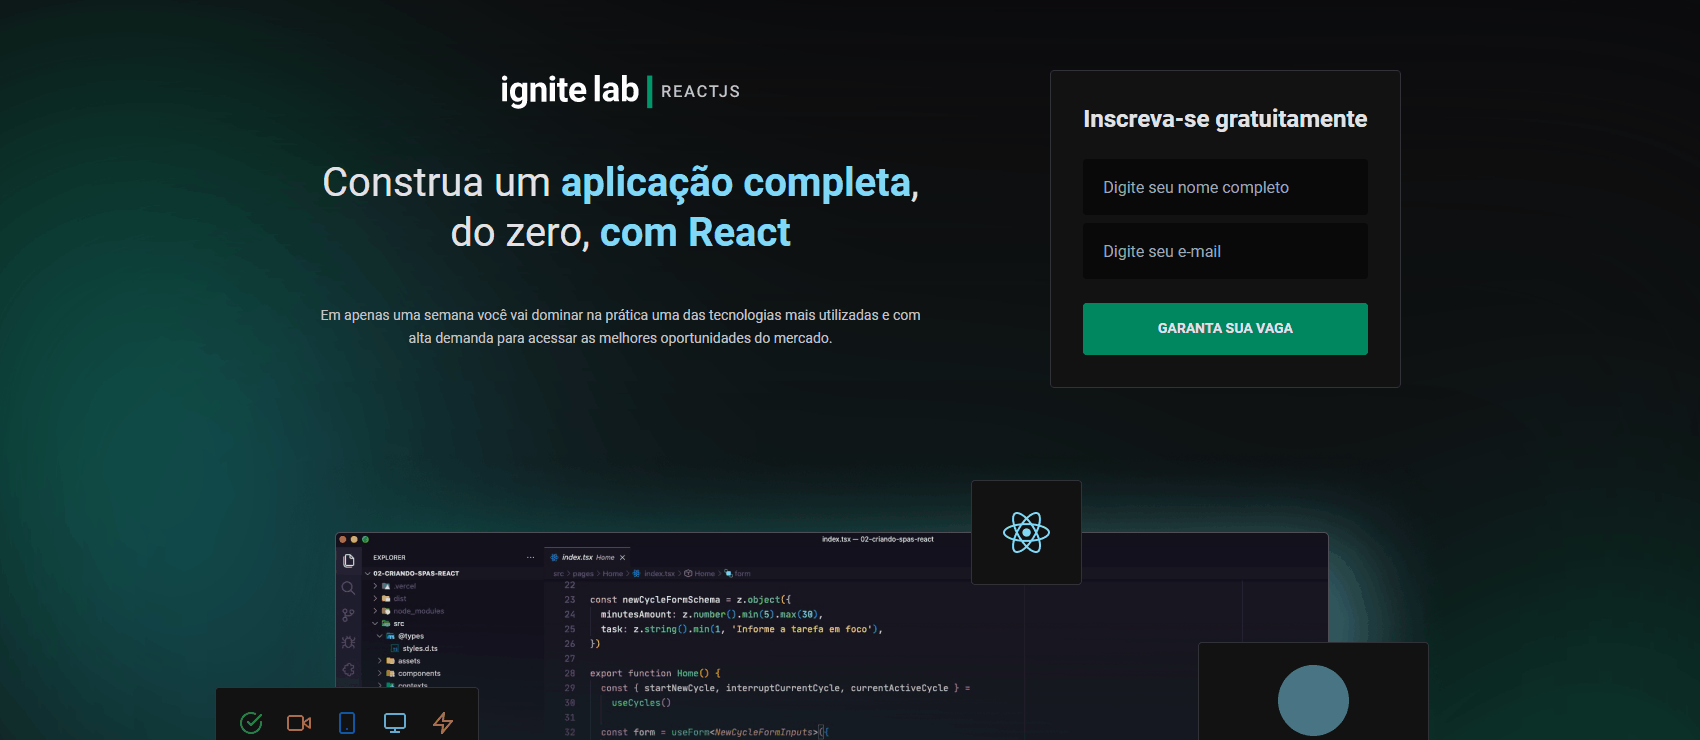 ignite lab | REACTJS
Construa um aplicação completa,
do zero, com React
Em apenas uma semana você vai dominar na prática uma das tecnologias mais utilizadas e com
alta demanda para acessar as melhores oportunidades do mercado.
Inscreva-se gratuitamente
Digite seu nome completo
Digite seu e-mail
GARANTA SUA VAGA
index.tsx — 02-criando-spas-react
EXPLORER
02-CRIANDO-SPAS-REACT
.vercel
dist
node_modules
src
@types
styles.d.ts
assets
components
contexts
index.tsx Home
src > pages > Home > index.tsx > Home > form
22
23 const newCycleFormSchema = z.object({
24 minutesAmount: z.number().min(5).max(30),
25 task: z.string().min(1, 'Informe a tarefa em foco'),
26 })
27
28 export function Home() {
29 const { startNewCycle, interruptCurrentCycle, currentActiveCycle } =
30 useCycles()
31
32 const form = useForm<NewCycleFormInputs>({